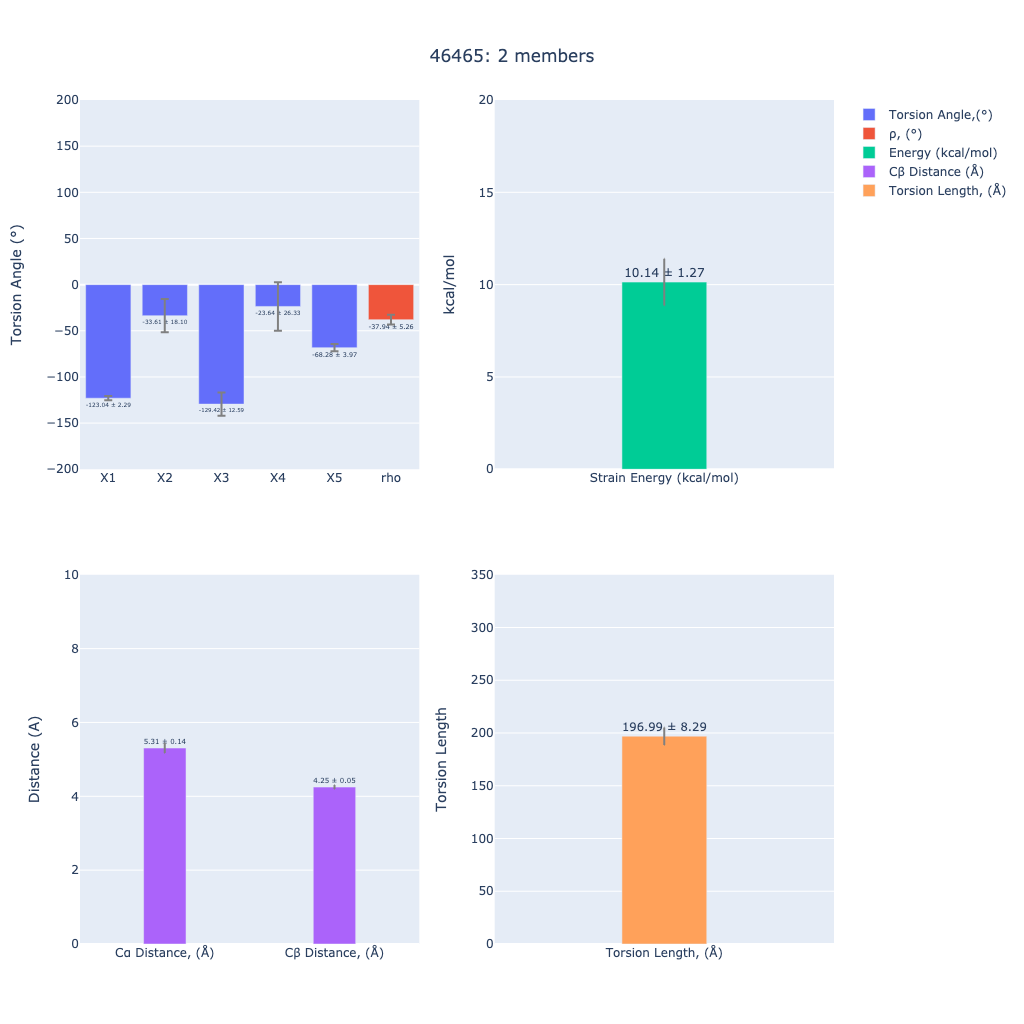 46465: 2 members
200
150
100
50
0
−50
−100
−150
−200
Torsion Angle (°)
-123.04 ± 2.29
-33.61 ± 18.10
-129.42 ± 12.59
-23.64 ± 26.33
-68.28 ± 3.97
-37.94 ± 5.26
X1 X2 X3 X4 X5 rho
20
15
10
5
0
kcal/mol
10.14 ± 1.27
Strain Energy (kcal/mol)
Torsion Angle,(°)
ρ, (°)
Energy (kcal/mol)
Cβ Distance (Å)
Torsion Length, (Å)
10
8
6
4
2
0
Distance (A)
5.31 ± 0.14
4.25 ± 0.05
Cα Distance, (Å) Cβ Distance, (Å)
350
300
250
200
150
100
50
0
Torsion Length
196.99 ± 8.29
Torsion Length, (Å)